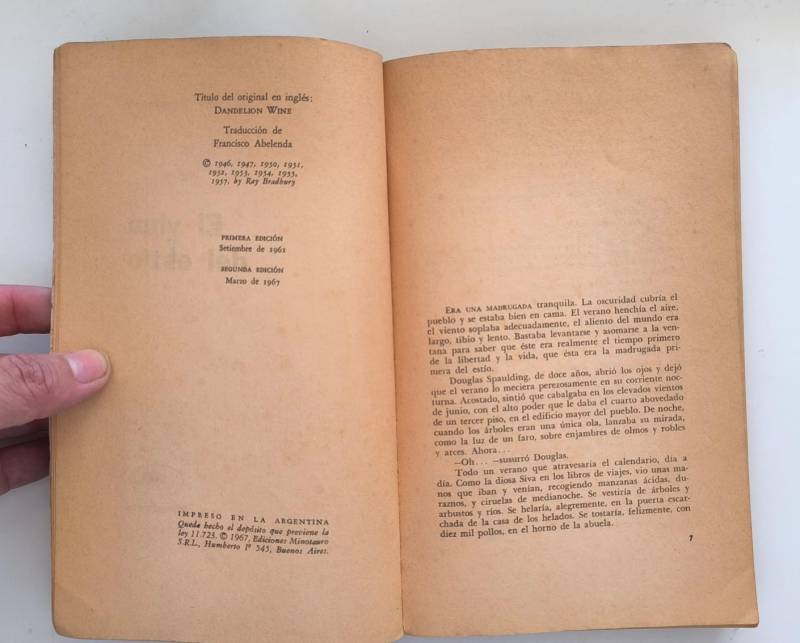 Título del original en inglés:
DANDELION WINE
Traducción de
Francisco Abelenda
© 1946, 1947, 1950, 1951,
1952, 1953, 1954, 1955,
1957, by Ray Bradbury
PRIMERA EDICIÓN
Setiembre de 1961
SEGUNDA EDICIÓN
Marzo de 1967
IMPRESO EN LA ARGENTINA
Queda hecho el depósito que previene la
ley 11.723. © 1967, Ediciones Minotauro
S.R.L., Humberto 1º 545, Buenos Aires.
ERA UNA MADRUGADA tranquila. La oscuridad cubría el
pueblo y se estaba bien en cama. El verano henchía el aire,
el viento soplaba adecuadamente, el aliento del mundo era
largo, tibio y lento. Bastaba levantarse y asomarse a la ven-
tana para saber que éste era realmente el tiempo primero
de la libertad y la vida, que ésta era la madrugada pri-
mera del estío.
Douglas Spaulding, de doce años, abrió los ojos y dejó
que el verano lo meciera perezosamente en su corriente noc-
turna. Acostado, sintió que cabalgaba en los elevados vientos
de junio, con el alto poder que le daba el cuarto abovedado
de un tercer piso, en el edificio mayor del pueblo. De noche,
cuando los árboles eran una única ola, lanzaba su mirada,
como la luz de un faro, sobre enjambres de olmos y robles
y arces. Ahora...
—Oh... —susurró Douglas.
Todo un verano que atravesaría el calendario, día a
día. Como la diosa Siva en los libros de viajes, vio unas ma-
nos que iban y venían, recogiendo manzanas ácidas, du-
raznos, y ciruelas de medianoche. Se vestiría de árboles y
arbustos y ríos. Se helaría, alegremente, en la puerta escar-
chada de la casa de los helados. Se tostaría, felizmente, con
diez mil pollos, en el horno de la abuela.
7